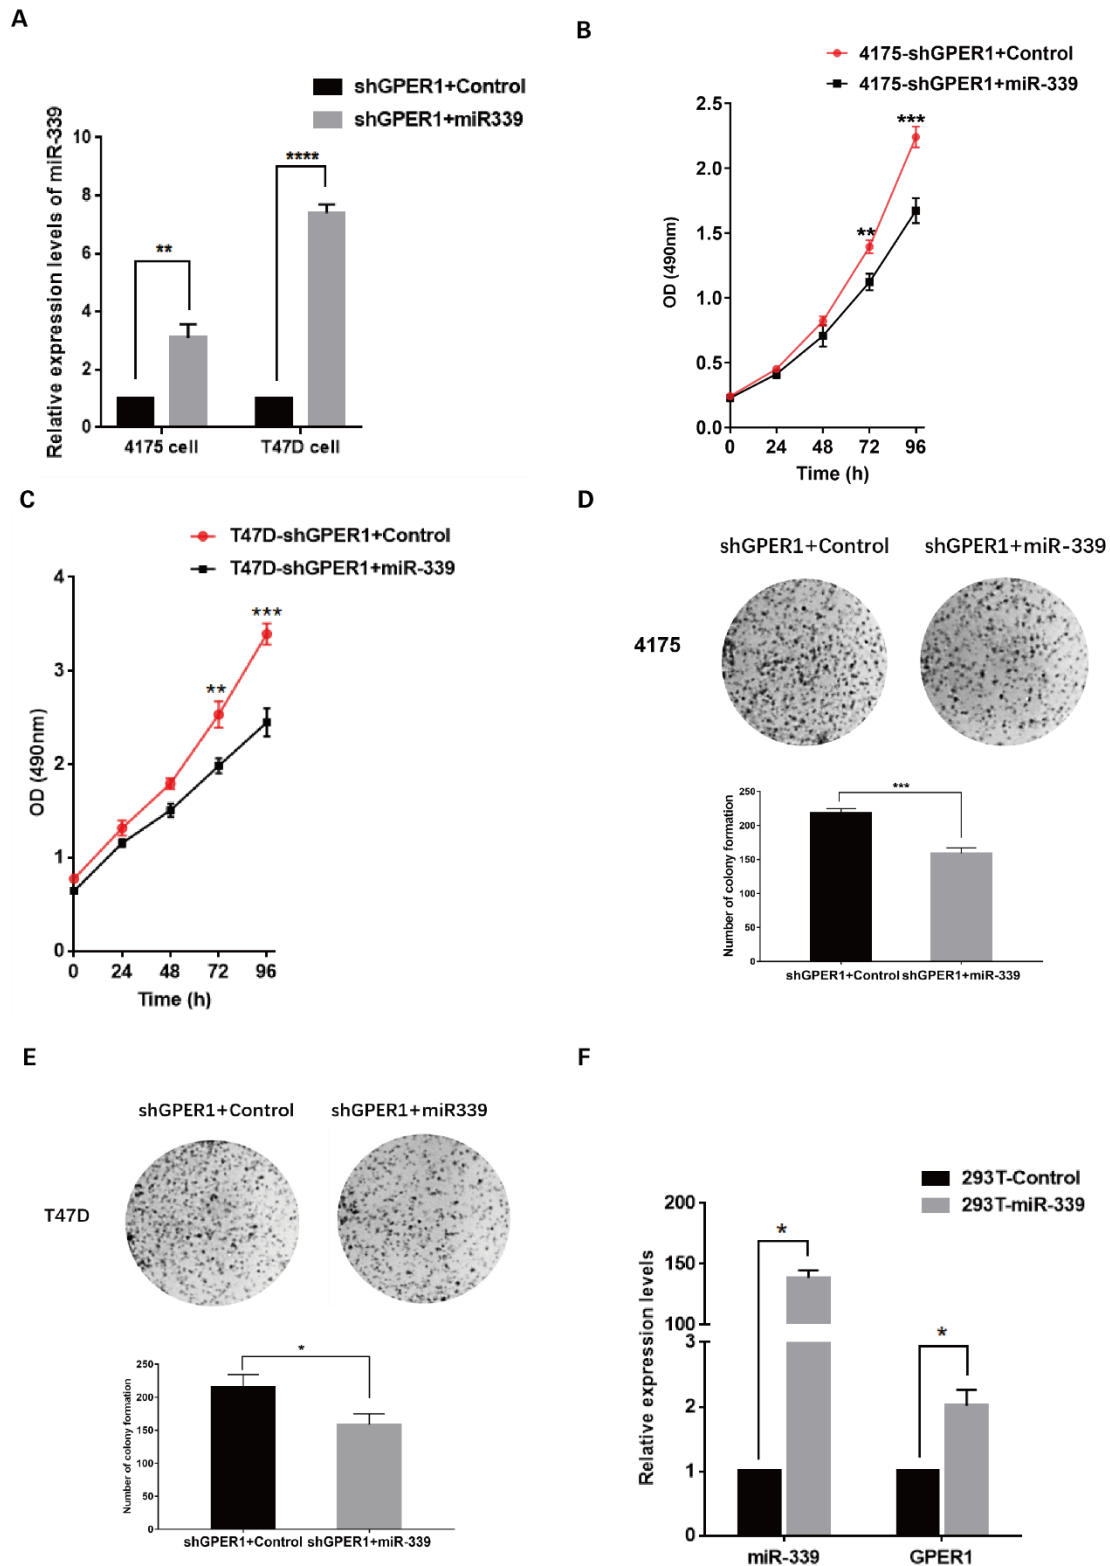 A
shGPER1+Control
shGPER1+miR339
Relative expression levels of miR-339
10
8
6
4
2
0
**
****
4175 cell
T47D cell
B
4175-shGPER1+Control
4175-shGPER1+miR-339
OD (490nm)
2.5
2.0
1.5
1.0
0.5
0.0
**
***
0 24 48 72 96
Time (h)
C
T47D-shGPER1+Control
T47D-shGPER1+miR-339
OD (490nm)
4
3
2
1
0
**
***
0 24 48 72 96
Time (h)
D
shGPER1+Control
shGPER1+miR-339
4175
Number of colony formation
250
200
150
100
50
0
***
shGPER1+Control shGPER1+miR-339
E
shGPER1+Control
shGPER1+miR339
T47D
Number of colony formation
250
200
150
100
50
0
*
shGPER1+Control shGPER1+miR-339
F
293T-Control
293T-miR-339
Relative expression levels
200
150
100
3
2
1
0
*
*
miR-339
GPER1